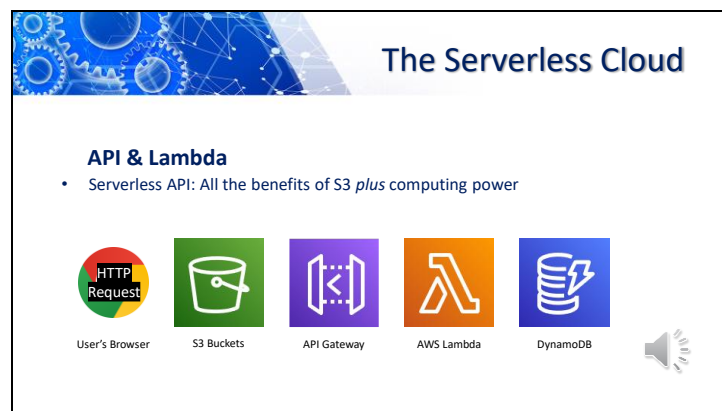 The Serverless Cloud
API & Lambda
• Serverless API: All the benefits of S3 plus computing power
HTTP
Request
User's Browser
S3 Buckets
API Gateway
AWS Lambda
DynamoDB